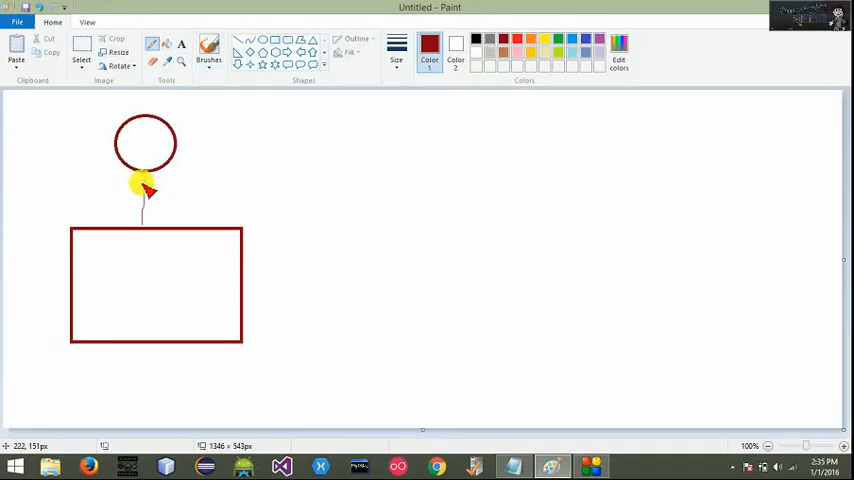 Untitled - Paint
File
Home
View
Paste
Cut
Copy
Clipboard
Select
Crop
Resize
Rotate
Image
A
Tools
Brushes
Outline
Fill
Shapes
Size
Color
1
Color
2
Edit
colors
Colors
222, 151px
1346 × 543px
100%
2:35 PM
1/1/2016